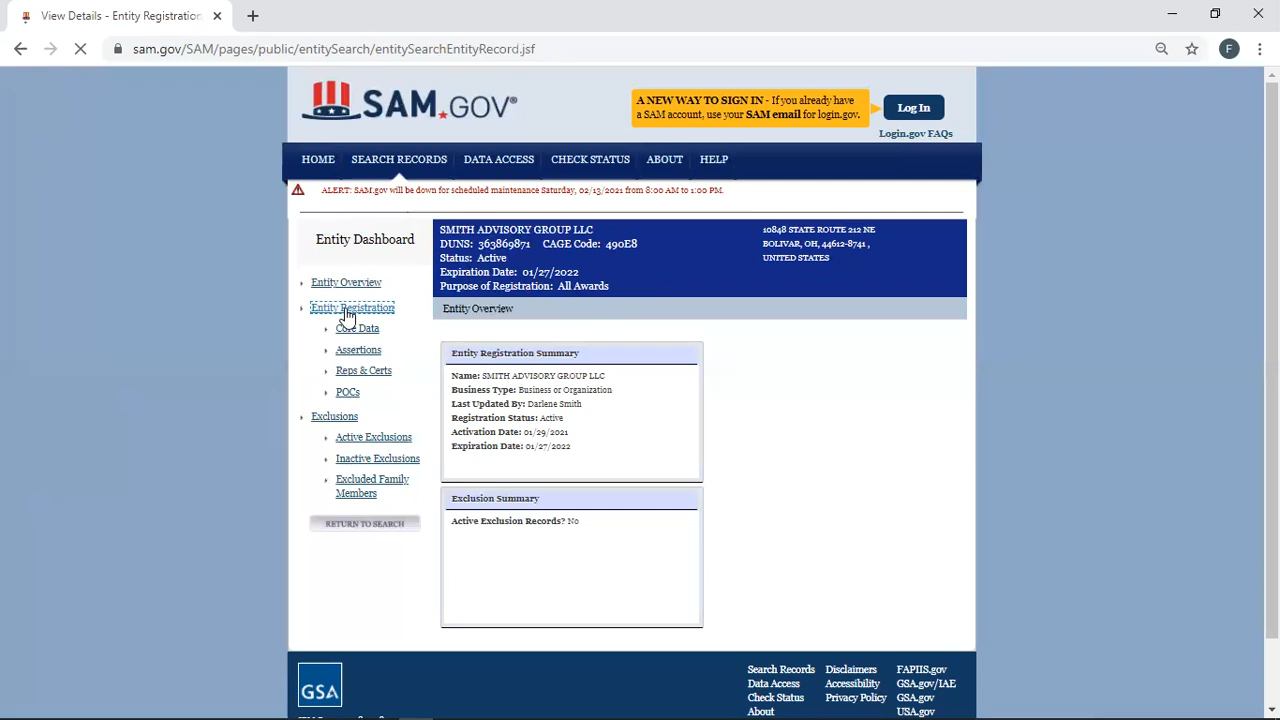 View Details - Entity Registration
sam.gov/SAM/pages/public/entitySearch/entitySearchEntityRecord.jsf
F
SAM.GOV®
A NEW WAY TO SIGN IN - If you already have
a SAM account, use your SAM email for login.gov.
Log In
Login.gov FAQs
HOME SEARCH RECORDS DATA ACCESS CHECK STATUS ABOUT HELP
ALERT: SAM.gov will be down for scheduled maintenance Saturday, 02/13/2021 from 8:00 AM to 1:00 PM.
Entity Dashboard
Entity Overview
Entity Registration
Core Data
Assertions
Reps & Certs
POCs
Exclusions
Active Exclusions
Inactive Exclusions
Excluded Family
Members
RETURN TO SEARCH
SMITH ADVISORY GROUP LLC
DUNS: 363869871 CAGE Code: 490E8
Status: Active
Expiration Date: 01/27/2022
Purpose of Registration: All Awards
10848 STATE ROUTE 212 NE
BOLIVAR, OH, 44612-8741 ,
UNITED STATES
Entity Overview
Entity Registration Summary
Name: SMITH ADVISORY GROUP LLC
Business Type: Business or Organization
Last Updated By: Darlene Smith
Registration Status: Active
Activation Date: 01/29/2021
Expiration Date: 01/27/2022
Exclusion Summary
Active Exclusion Records? No
GSA
Search Records Disclaimers FAPIIS.gov
Data Access Accessibility GSA.gov/IAE
Check Status Privacy Policy GSA.gov
About USA.gov